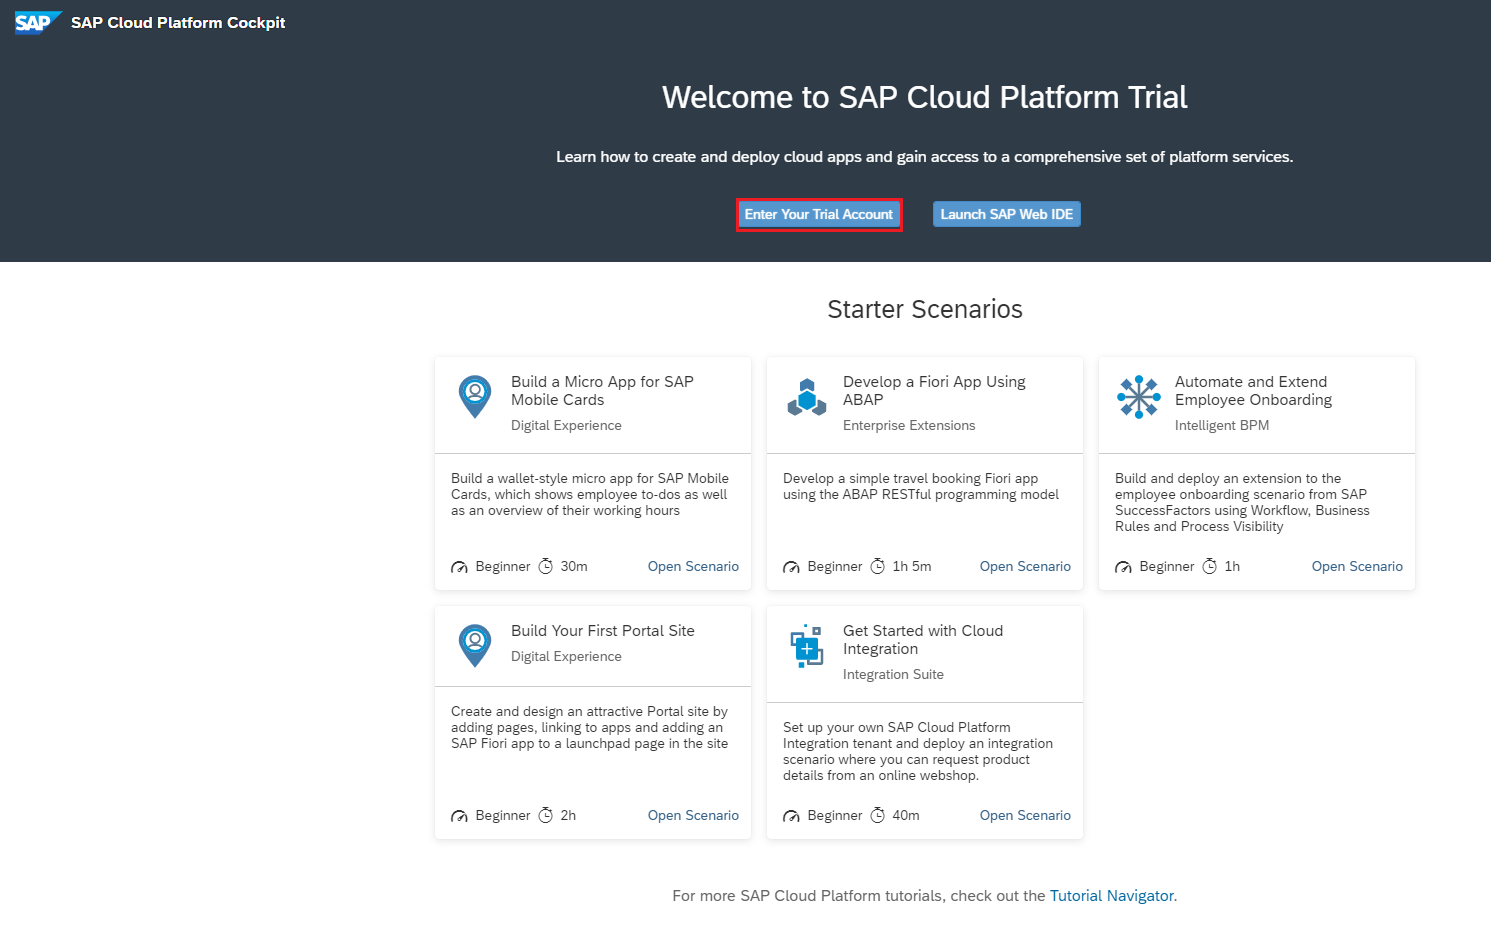 SAP SAP Cloud Platform Cockpit
Welcome to SAP Cloud Platform Trial
Learn how to create and deploy cloud apps and gain access to a comprehensive set of platform services.
Enter Your Trial Account
Launch SAP Web IDE
Starter Scenarios
Build a Micro App for SAP
Mobile Cards
Digital Experience
Build a wallet-style micro app for SAP Mobile
Cards, which shows employee to-dos as well
as an overview of their working hours
Beginner 30m Open Scenario
Develop a Fiori App Using
ABAP
Enterprise Extensions
Develop a simple travel booking Fiori app
using the ABAP RESTful programming model
Beginner 1h 5m Open Scenario
Automate and Extend
Employee Onboarding
Intelligent BPM
Build and deploy an extension to the
employee onboarding scenario from SAP
SuccessFactors using Workflow, Business
Rules and Process Visibility
Beginner 1h Open Scenario
Build Your First Portal Site
Digital Experience
Create and design an attractive Portal site by
adding pages, linking to apps and adding an
SAP Fiori app to a launchpad page in the site
Beginner 2h Open Scenario
Get Started with Cloud
Integration
Integration Suite
Set up your own SAP Cloud Platform
Integration tenant and deploy an integration
scenario where you can request product
details from an online webshop.
Beginner 40m Open Scenario
For more SAP Cloud Platform tutorials, check out the Tutorial Navigator.